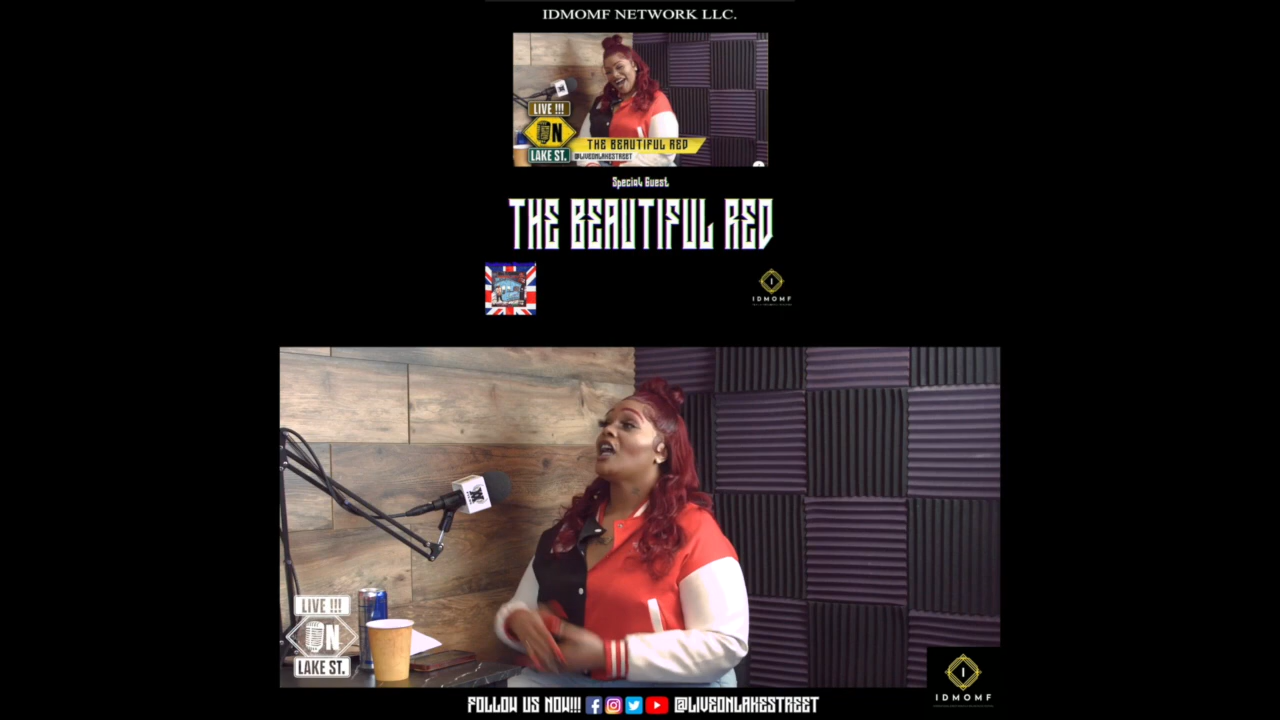 IDMOMF NETWORK LLC.
LIVE !!!
ON
LAKE ST.
THE BEAUTIFUL RED
@LIVEONLAKESTREET
Special Guest
THE BEAUTIFUL RED
I
IDMOMF
LIVE !!!
ON
LAKE ST.
I
IDMOMF
FOLLOW US NOW!!! @LIVEONLAKESTREET